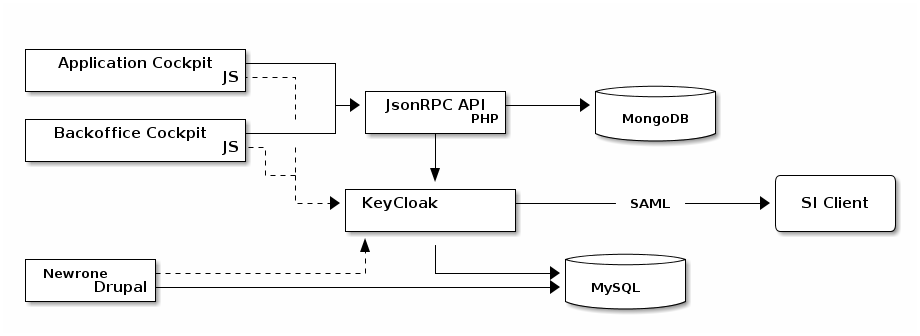 Application Cockpit
JS
JsonRPC API
PHP
MongoDB
Backoffice Cockpit
JS
KeyCloak
SAML
SI Client
Newrone
Drupal
MySQL